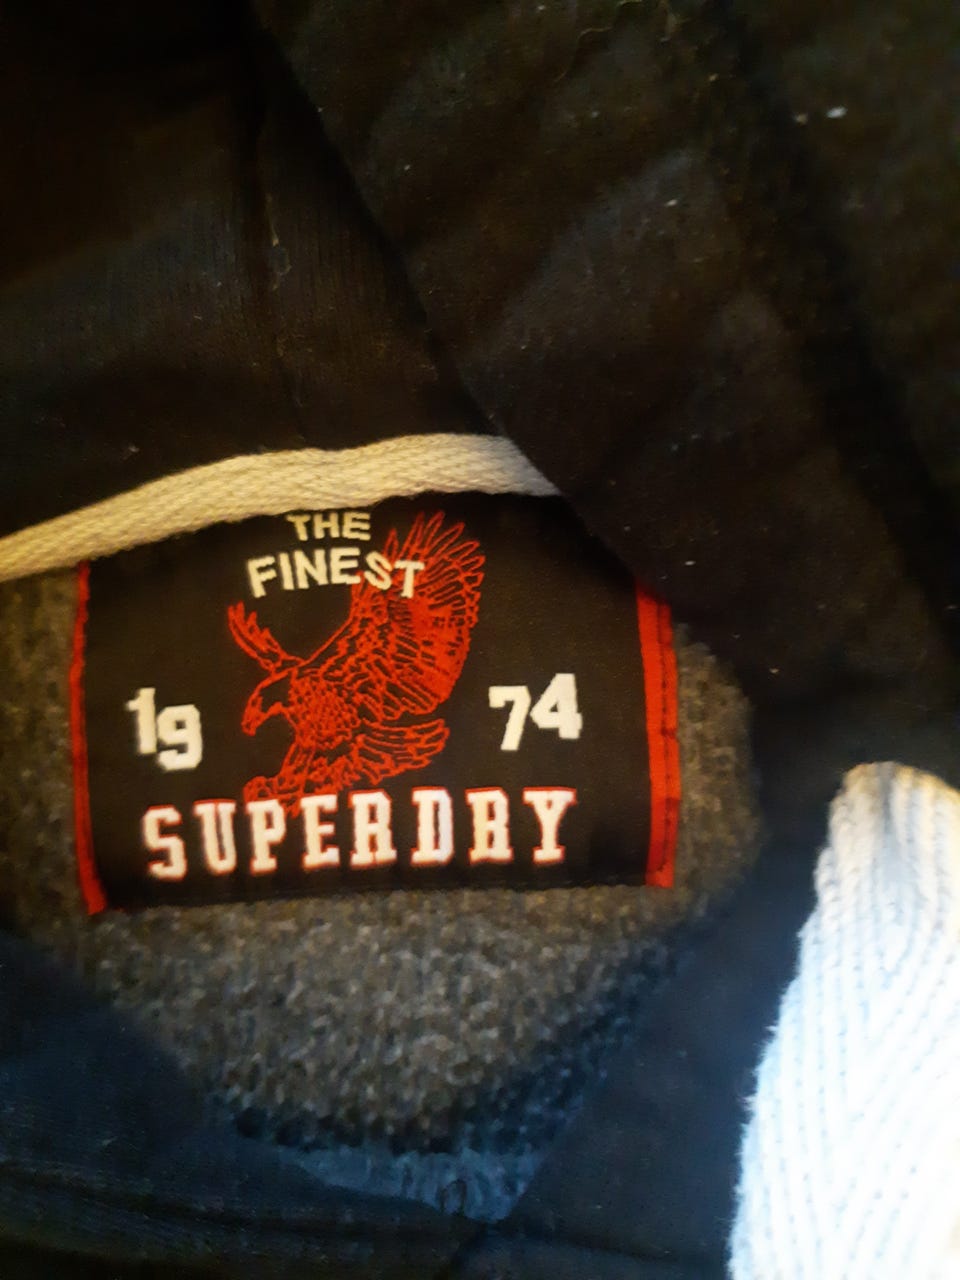 THE
FINEST
19 74
SUPERDRY